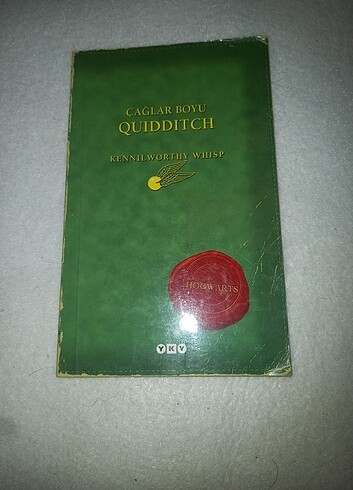 ÇAĞLAR BOYU
QUIDDITCH
KENNILWORTHY WHISP
HOGWARTS
YKY